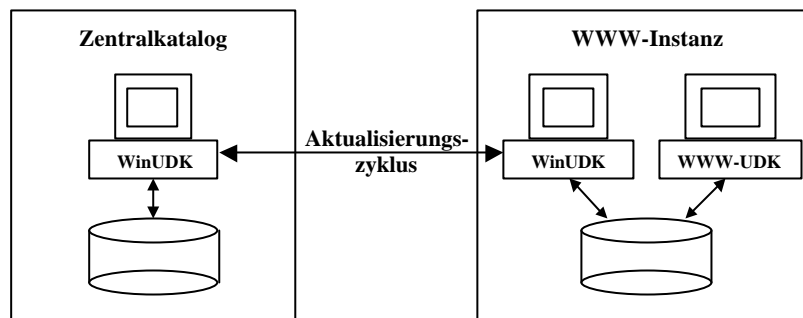 Zentralkatalog
WWW-Instanz
Aktualisierungs-
zyklus
WinUDK
WinUDK
WWW-UDK